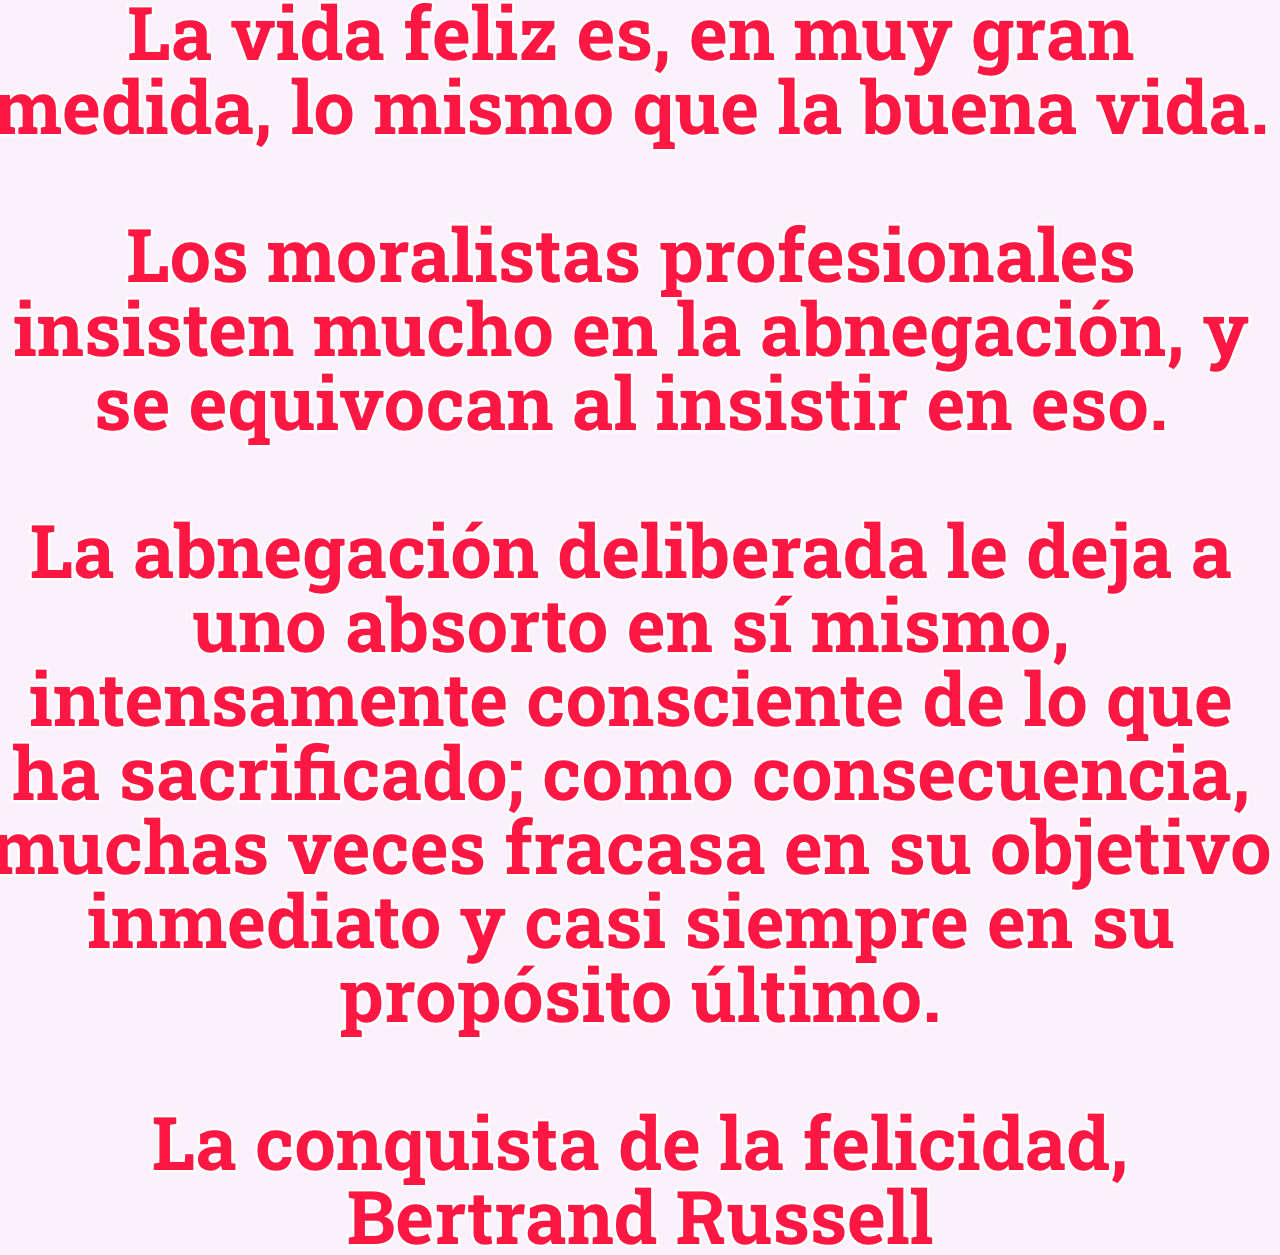 La vida feliz es, en muy gran
medida, lo mismo que la buena vida.
Los moralistas profesionales
insisten mucho en la abnegación, y
se equivocan al insistir en eso.
La abnegación deliberada le deja a
uno absorto en sí mismo,
intensamente consciente de lo que
ha sacrificado; como consecuencia,
muchas veces fracasa en su objetivo
inmediato y casi siempre en su
propósito último.
La conquista de la felicidad,
Bertrand Russell